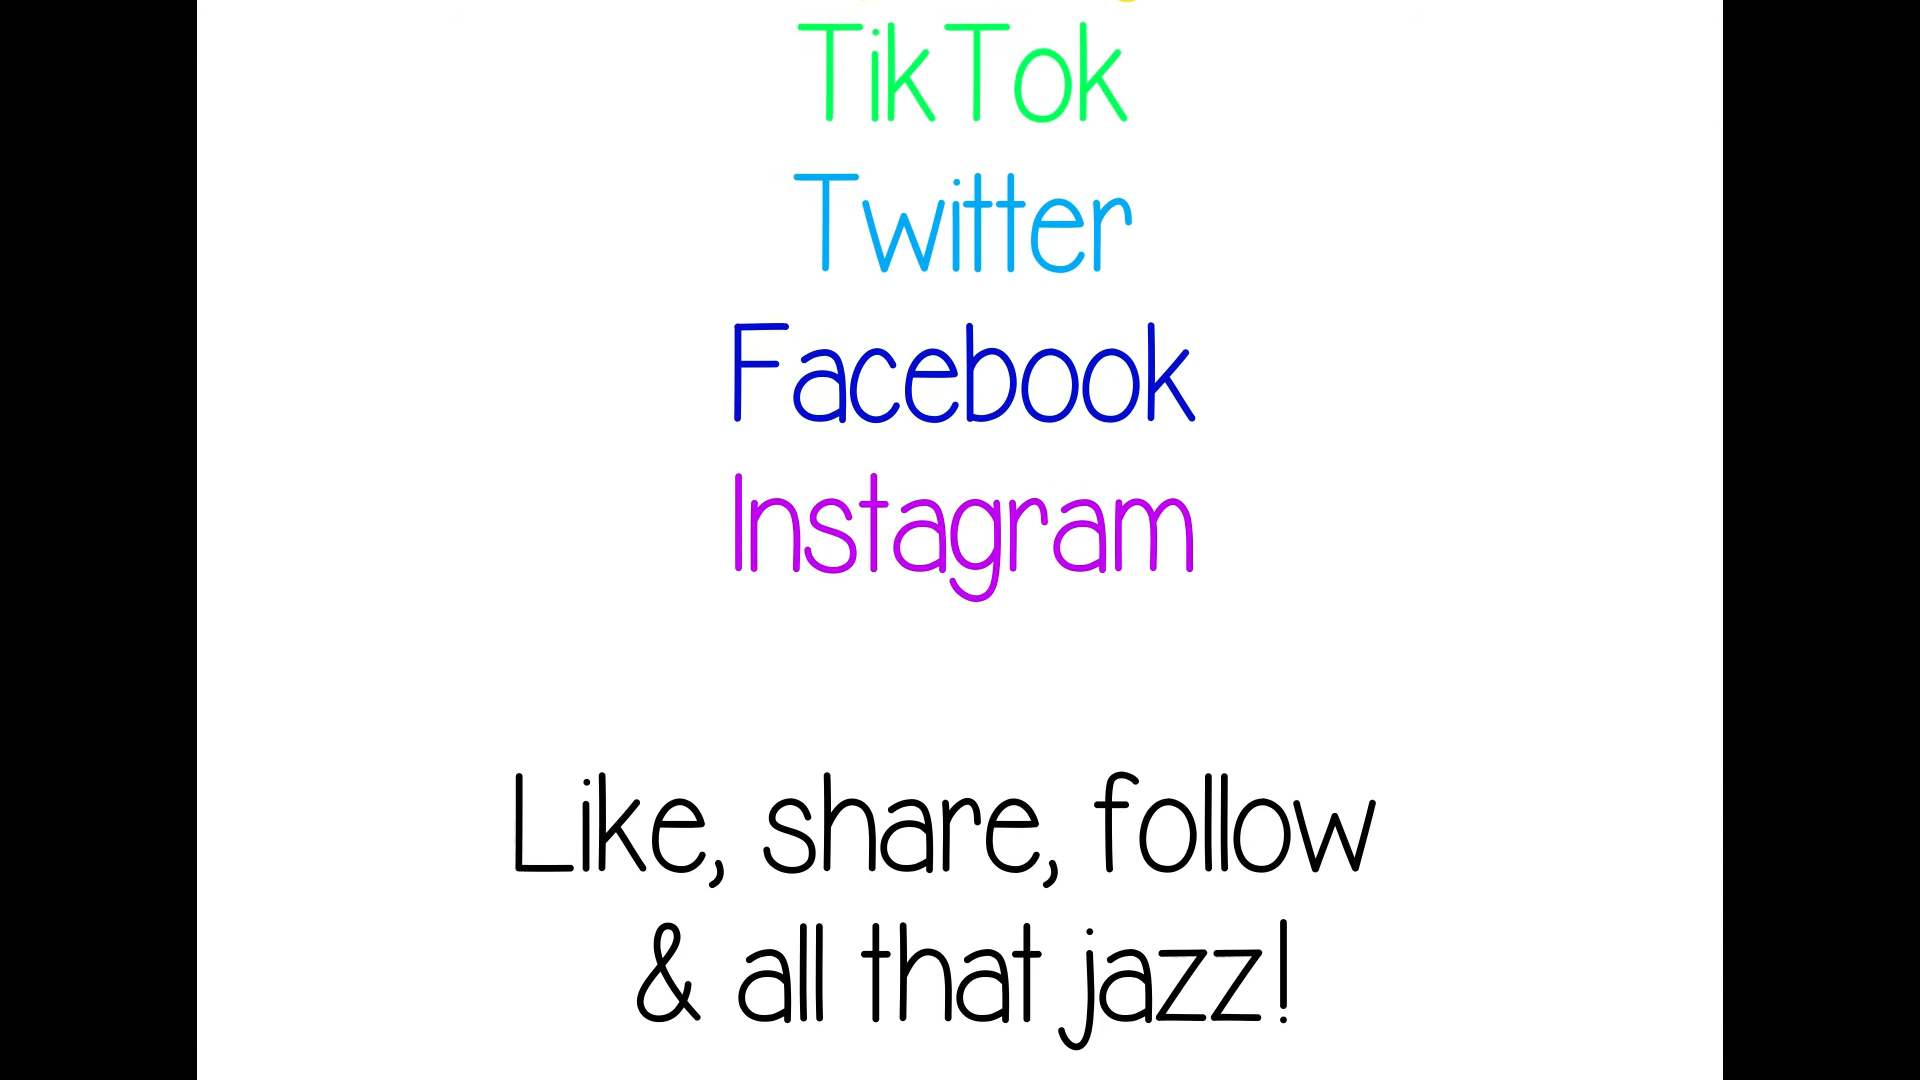 TikTok
Twitter
Facebook
Instagram
Like, share, follow
& all that jazz!